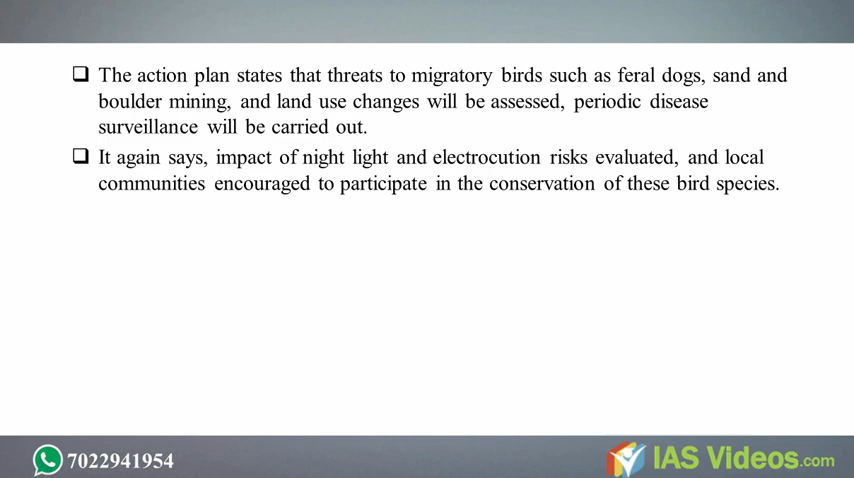 The action plan states that threats to migratory birds such as feral dogs, sand and
boulder mining, and land use changes will be assessed, periodic disease
surveillance will be carried out.
It again says, impact of night light and electrocution risks evaluated, and local
communities encouraged to participate in the conservation of these bird species.
7022941954
IAS Videos.com